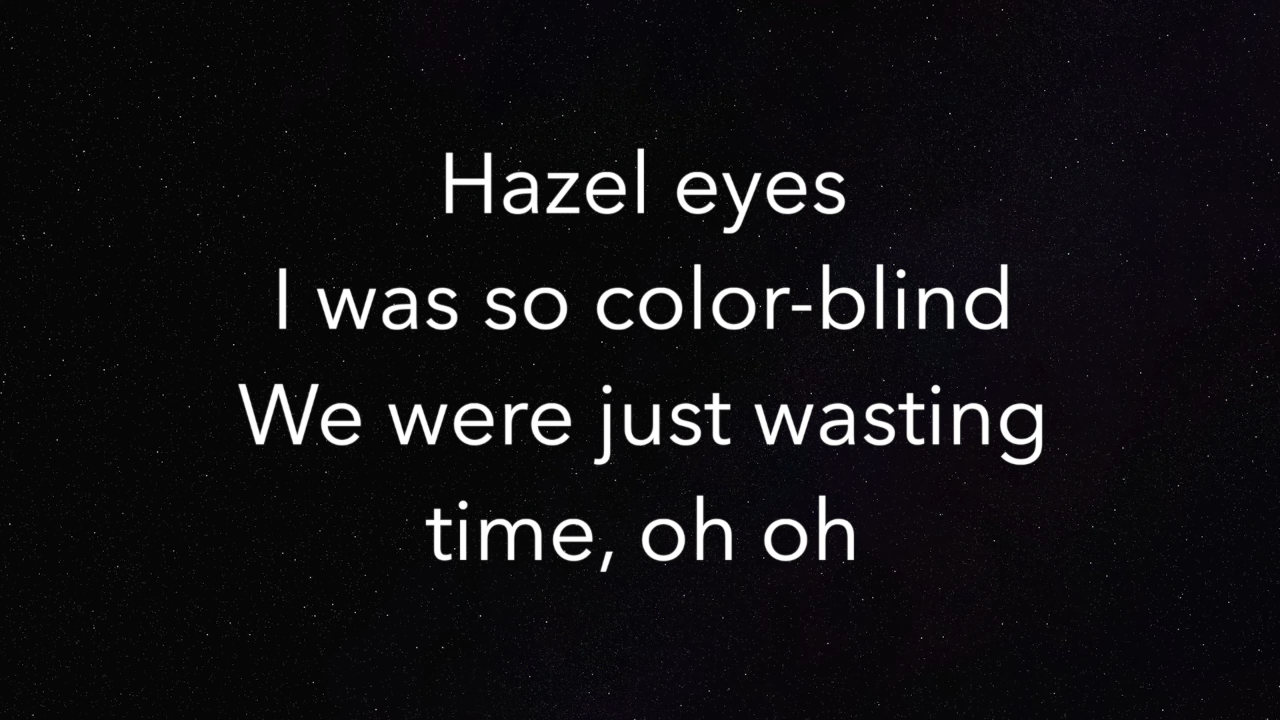 Hazel eyes
I was so color-blind
We were just wasting
time, oh oh